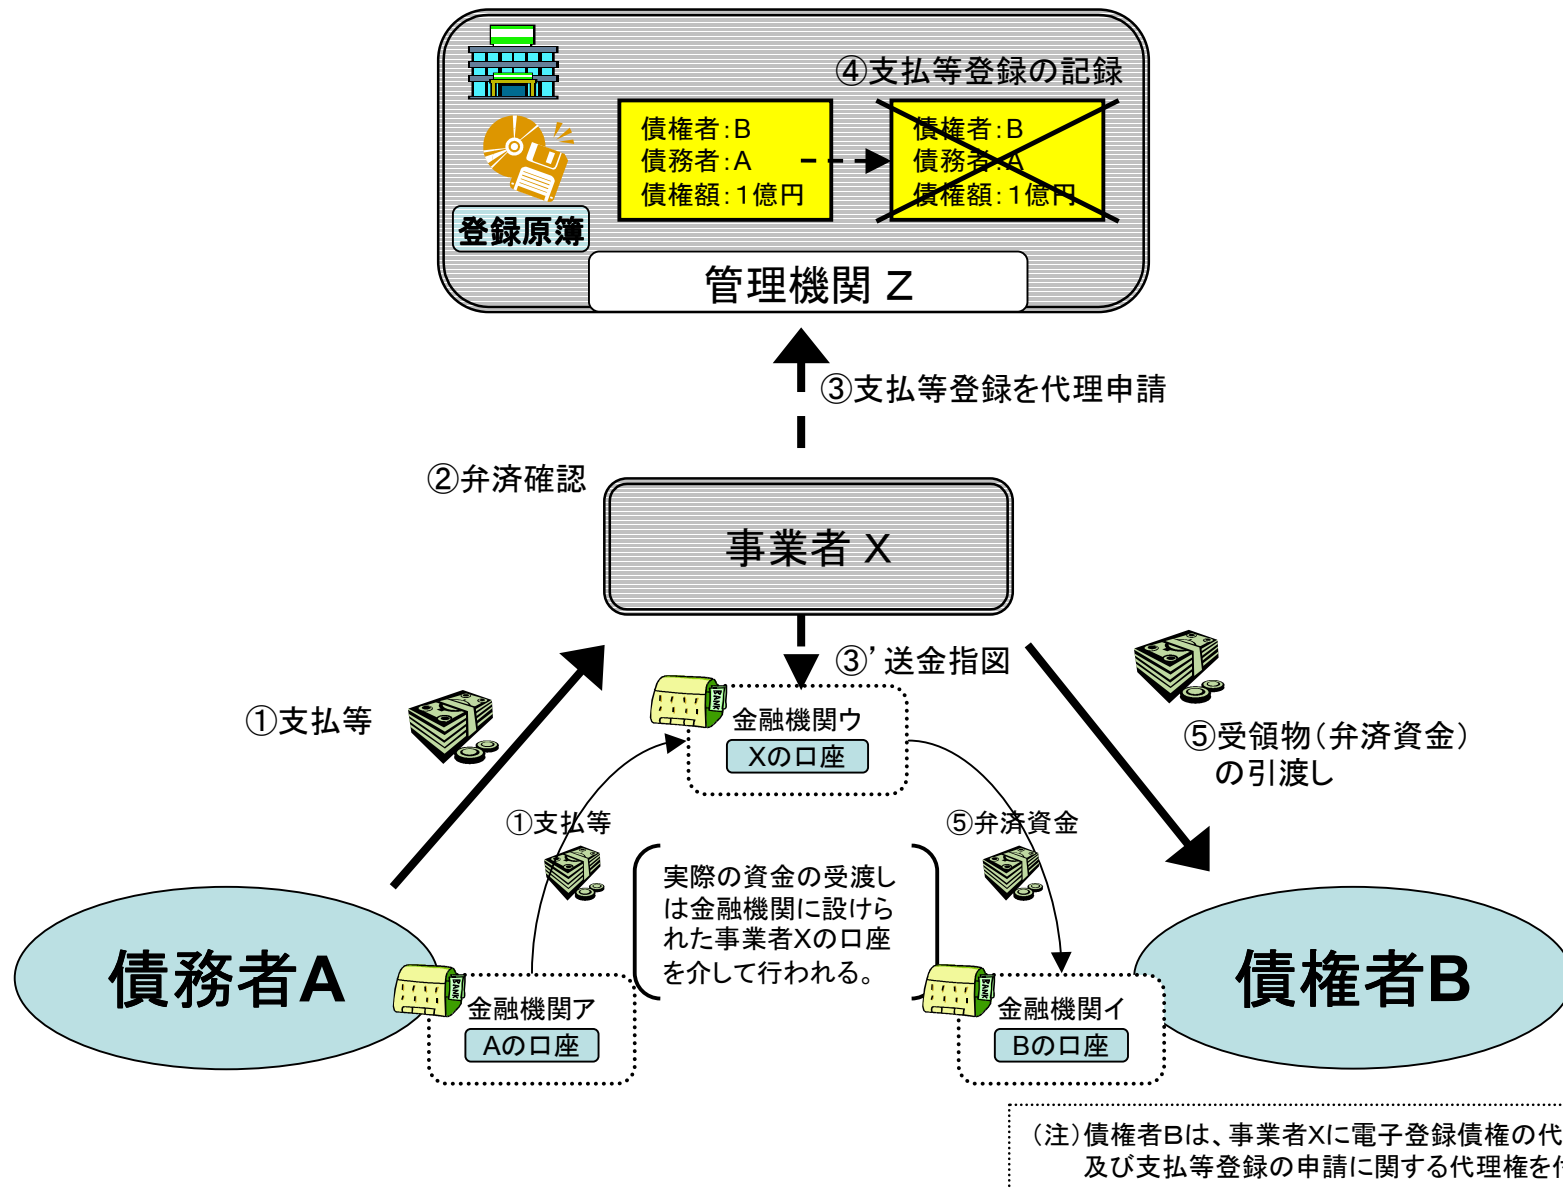 ④支払等登録の記録
債権者:B
債務者:A
債権額:1億円
債権者:B
債務者:A
債権額:1億円
登録原簿
管理機関 Z
③支払等登録を代理申請
②弁済確認
事業者 X
③’送金指図
①支払等
BANK
金融機関ウ
Xの口座
⑤受領物(弁済資金)
の引渡し
①支払等
⑤弁済資金
実際の資金の受渡し
は金融機関に設けら
れた事業者Xの口座
を介して行われる。
債務者A
BANK
金融機関ア
Aの口座
BANK
金融機関イ
Bの口座
債権者B
(注)債権者Bは、事業者Xに電子登録債権の代
及び支払等登録の申請に関する代理権を